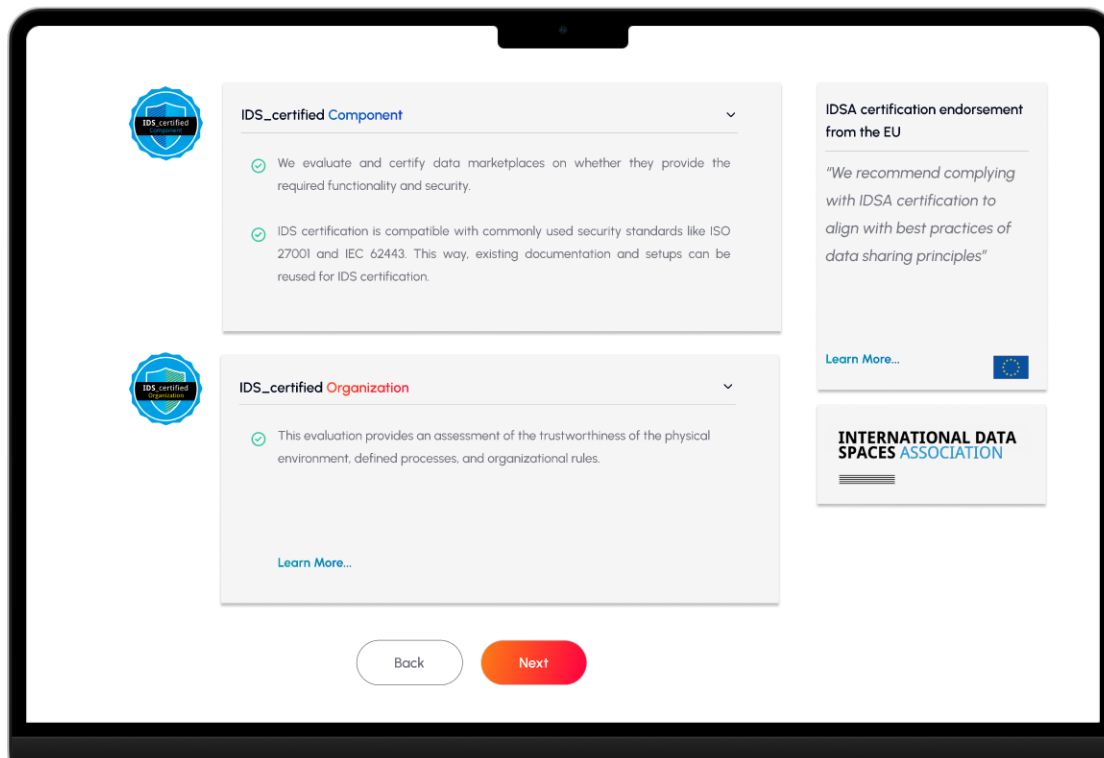 IDS_certified
Component
IDS_certified Component
We evaluate and certify data marketplaces on whether they provide the
required functionality and security.
IDS certification is compatible with commonly used security standards like ISO
27001 and IEC 62443. This way, existing documentation and setups can be
reused for IDS certification.
IDS_certified
Organization
IDS_certified Organization
This evaluation provides an assessment of the trustworthiness of the physical
environment, defined processes, and organizational rules.
Learn More...
Back
Next
IDSA certification endorsement
from the EU
“We recommend complying
with IDSA certification to
align with best practices of
data sharing principles”
Learn More...
INTERNATIONAL DATA
SPACES ASSOCIATION